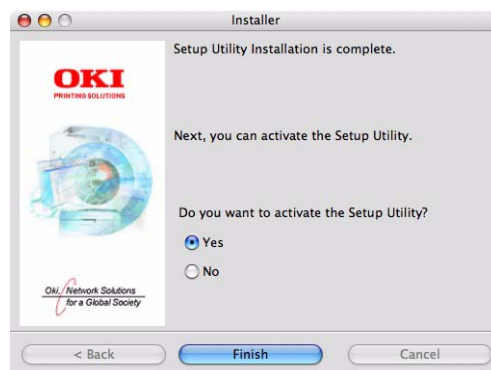 Installer
Setup Utility Installation is complete.
OKI
PRINTING SOLUTIONS
Next, you can activate the Setup Utility.
Do you want to activate the Setup Utility?
Yes
No
Oki, Network Solutions
for a Global Society
< Back
Finish
Cancel